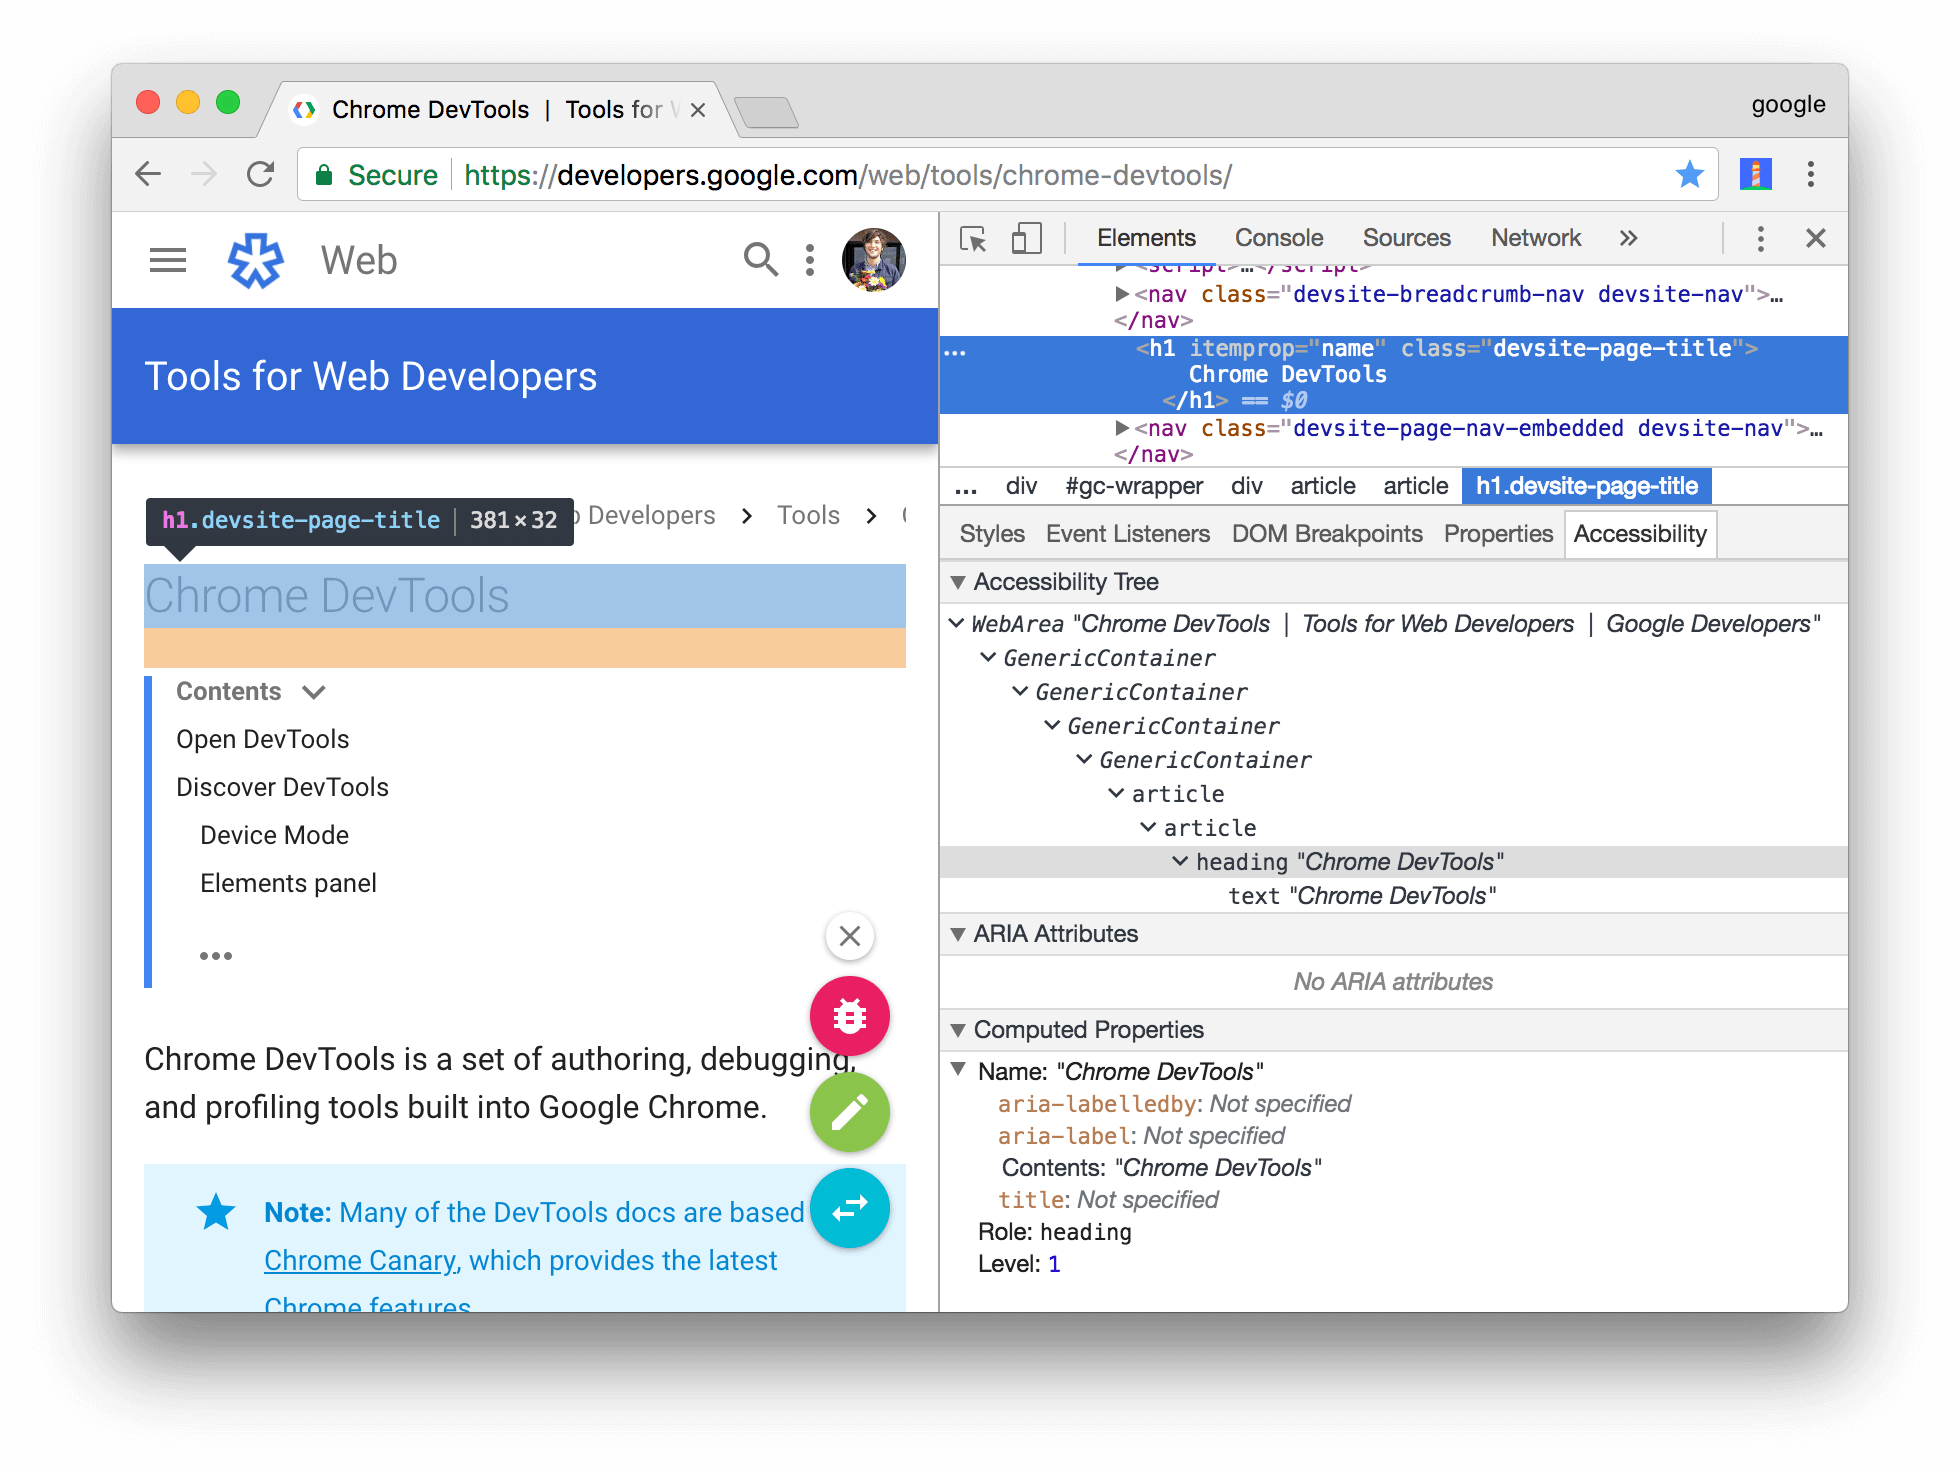 Chrome DevTools | Tools for
google
Secure https://developers.google.com/web/tools/chrome-devtools/
Web
Tools for Web Developers
h1.devsite-page-title 381×32
Developers > Tools >
Chrome DevTools
Contents
Open DevTools
Discover DevTools
Device Mode
Elements panel
•••
Chrome DevTools is a set of authoring, debugging,
and profiling tools built into Google Chrome.
Note: Many of the DevTools docs are based
Chrome Canary, which provides the latest
Chrome features
Elements Console Sources Network »
<script>…</script>
<nav class="devsite-breadcrumb-nav devsite-nav">…
</nav>
<h1 itemprop="name" class="devsite-page-title">
Chrome DevTools
</h1> == $0
<nav class="devsite-page-nav-embedded devsite-nav">…
</nav>
... div #gc-wrapper div article article h1.devsite-page-title
Styles Event Listeners DOM Breakpoints Properties Accessibility
Accessibility Tree
WebArea "Chrome DevTools | Tools for Web Developers | Google Developers"
GenericContainer
GenericContainer
GenericContainer
GenericContainer
article
article
heading "Chrome DevTools"
text "Chrome DevTools"
ARIA Attributes
No ARIA attributes
Computed Properties
Name: "Chrome DevTools"
aria-labelledby: Not specified
aria-label: Not specified
Contents: "Chrome DevTools"
title: Not specified
Role: heading
Level: 1